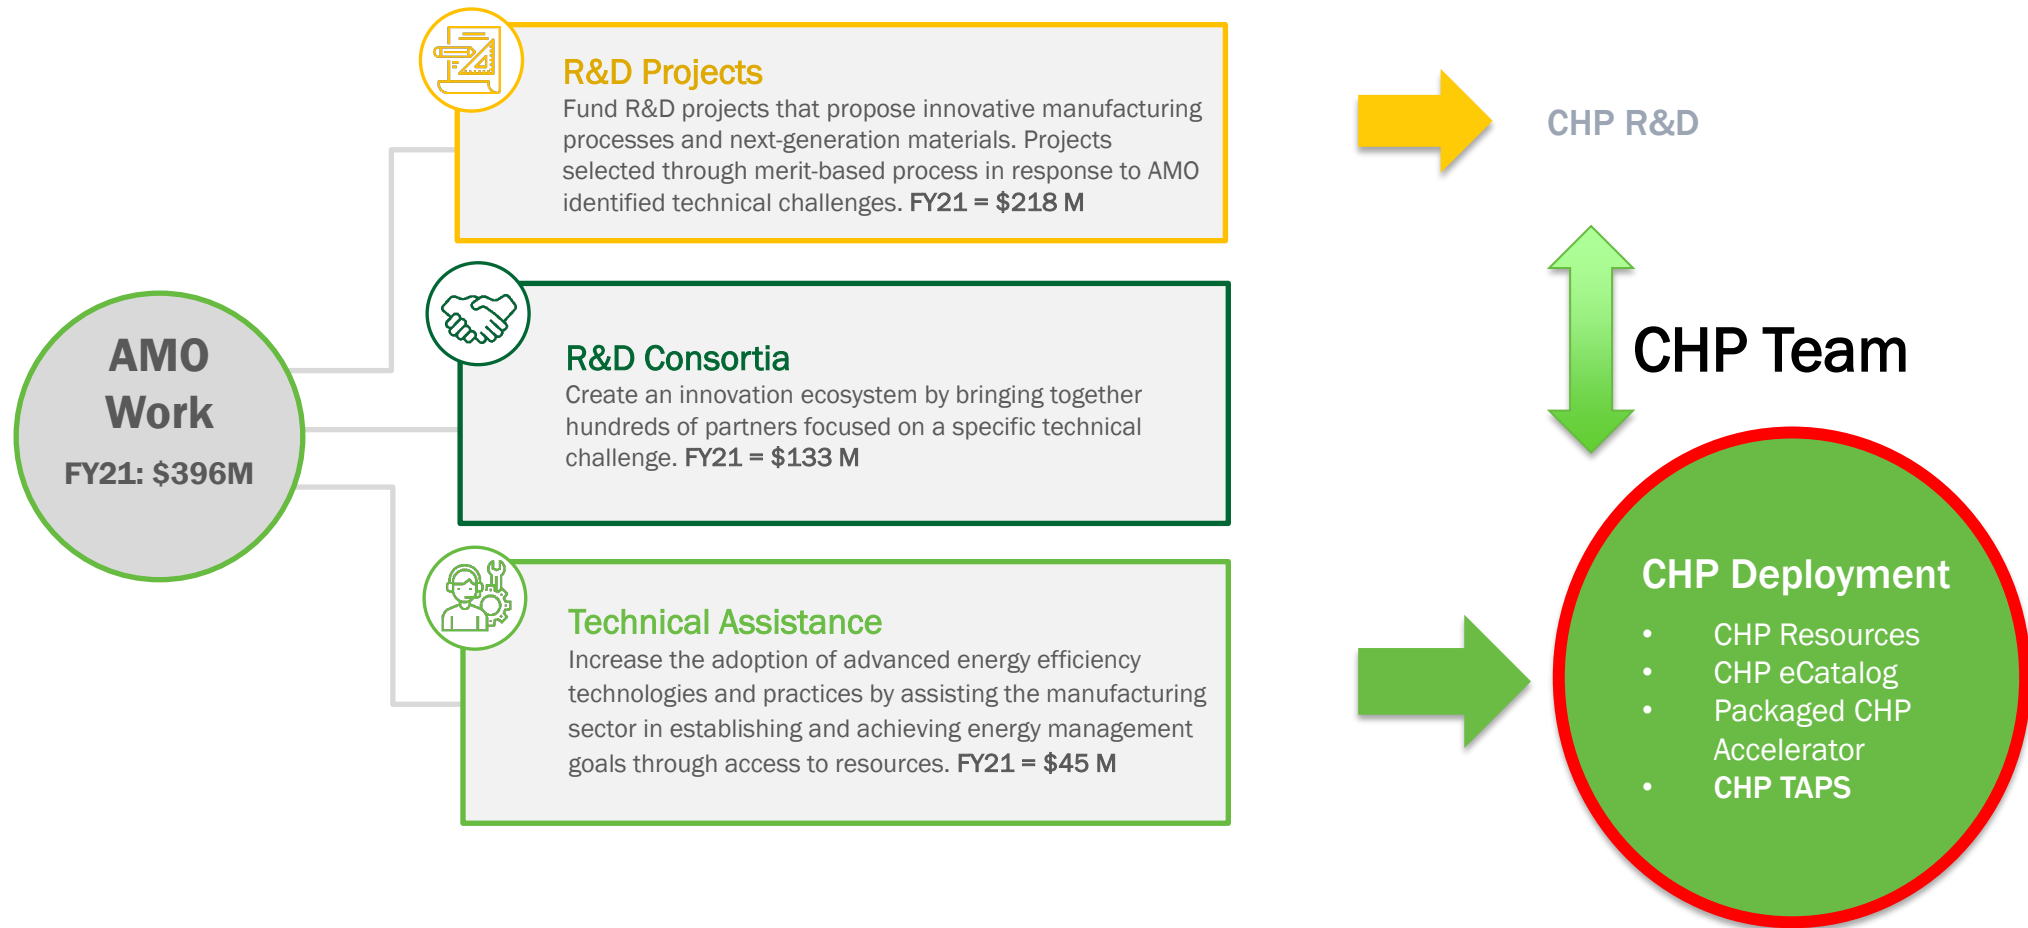 AMO
Work
FY21: $396M
R&D Projects
Fund R&D projects that propose innovative manufacturing
processes and next-generation materials. Projects
selected through merit-based process in response to AMO
identified technical challenges. FY21 = $218 M
R&D Consortia
Create an innovation ecosystem by bringing together
hundreds of partners focused on a specific technical
challenge. FY21 = $133 M
Technical Assistance
Increase the adoption of advanced energy efficiency
technologies and practices by assisting the manufacturing
sector in establishing and achieving energy management
goals through access to resources. FY21 = $45 M
CHP R&D
CHP Team
CHP Deployment
• CHP Resources
• CHP eCatalog
• Packaged CHP
Accelerator
• CHP TAPS